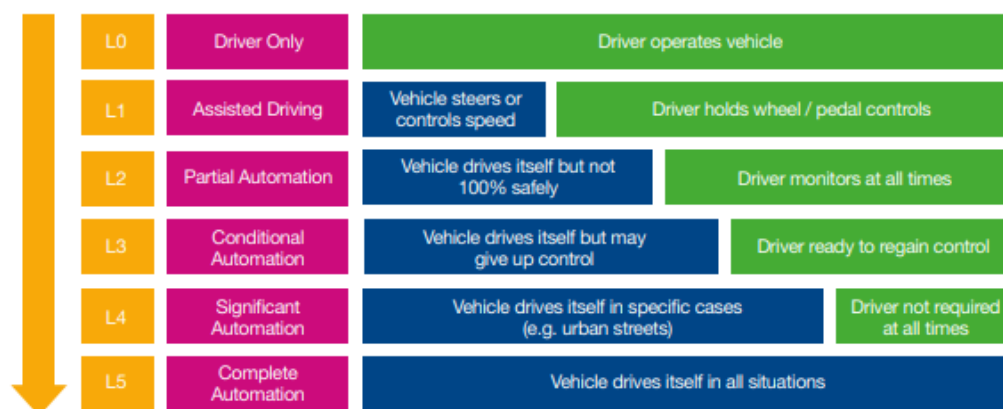 L0
Driver Only
Driver operates vehicle
L1
Assisted Driving
Vehicle steers or
controls speed
Driver holds wheel / pedal controls
L2
Partial Automation
Vehicle drives itself but not
100% safely
Driver monitors at all times
L3
Conditional
Automation
Vehicle drives itself but may
give up control
Driver ready to regain control
L4
Significant
Automation
Vehicle drives itself in specific cases
(e.g. urban streets)
Driver not required
at all times
L5
Complete
Automation
Vehicle drives itself in all situations